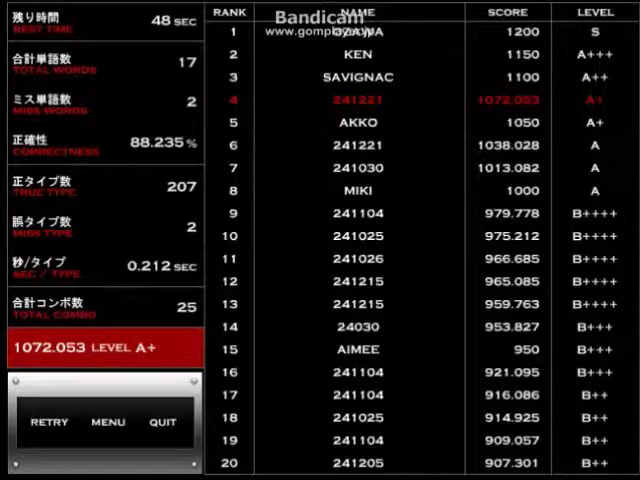 残り時間 48 SEC
REST TIME
合計単語数 17
TOTAL WORDS
ミス単語数 2
MISS WORDS
正確性 88.235 %
CORRECTNESS
正タイプ数 207
TRUE TYPE
誤タイプ数 2
MISS TYPE
秒/タイプ 0.212 SEC
SEC / TYPE
合計コンボ数 25
TOTAL COMBO
1072.053 LEVEL A+
RETRY MENU QUIT
Bandicam
RANK NAME SCORE LEVEL
1 1200 S
2 KEN 1150 A+++
3 SAVIGNAC 1100 A++
4 241221 1072.053 A+
5 AKKO 1050 A+
6 241221 1038.028 A
7 241030 1013.082 A
8 MIKI 1000 A
9 241104 979.778 B++++
10 241025 975.212 B++++
11 241026 966.685 B++++
12 241215 965.085 B++++
13 241215 959.763 B++++
14 24030 953.827 B+++
15 AIMEE 950 B+++
16 241104 921.095 B+++
17 241104 916.086 B++
18 241025 914.925 B++
19 241104 909.057 B++
20 241205 907.301 B++